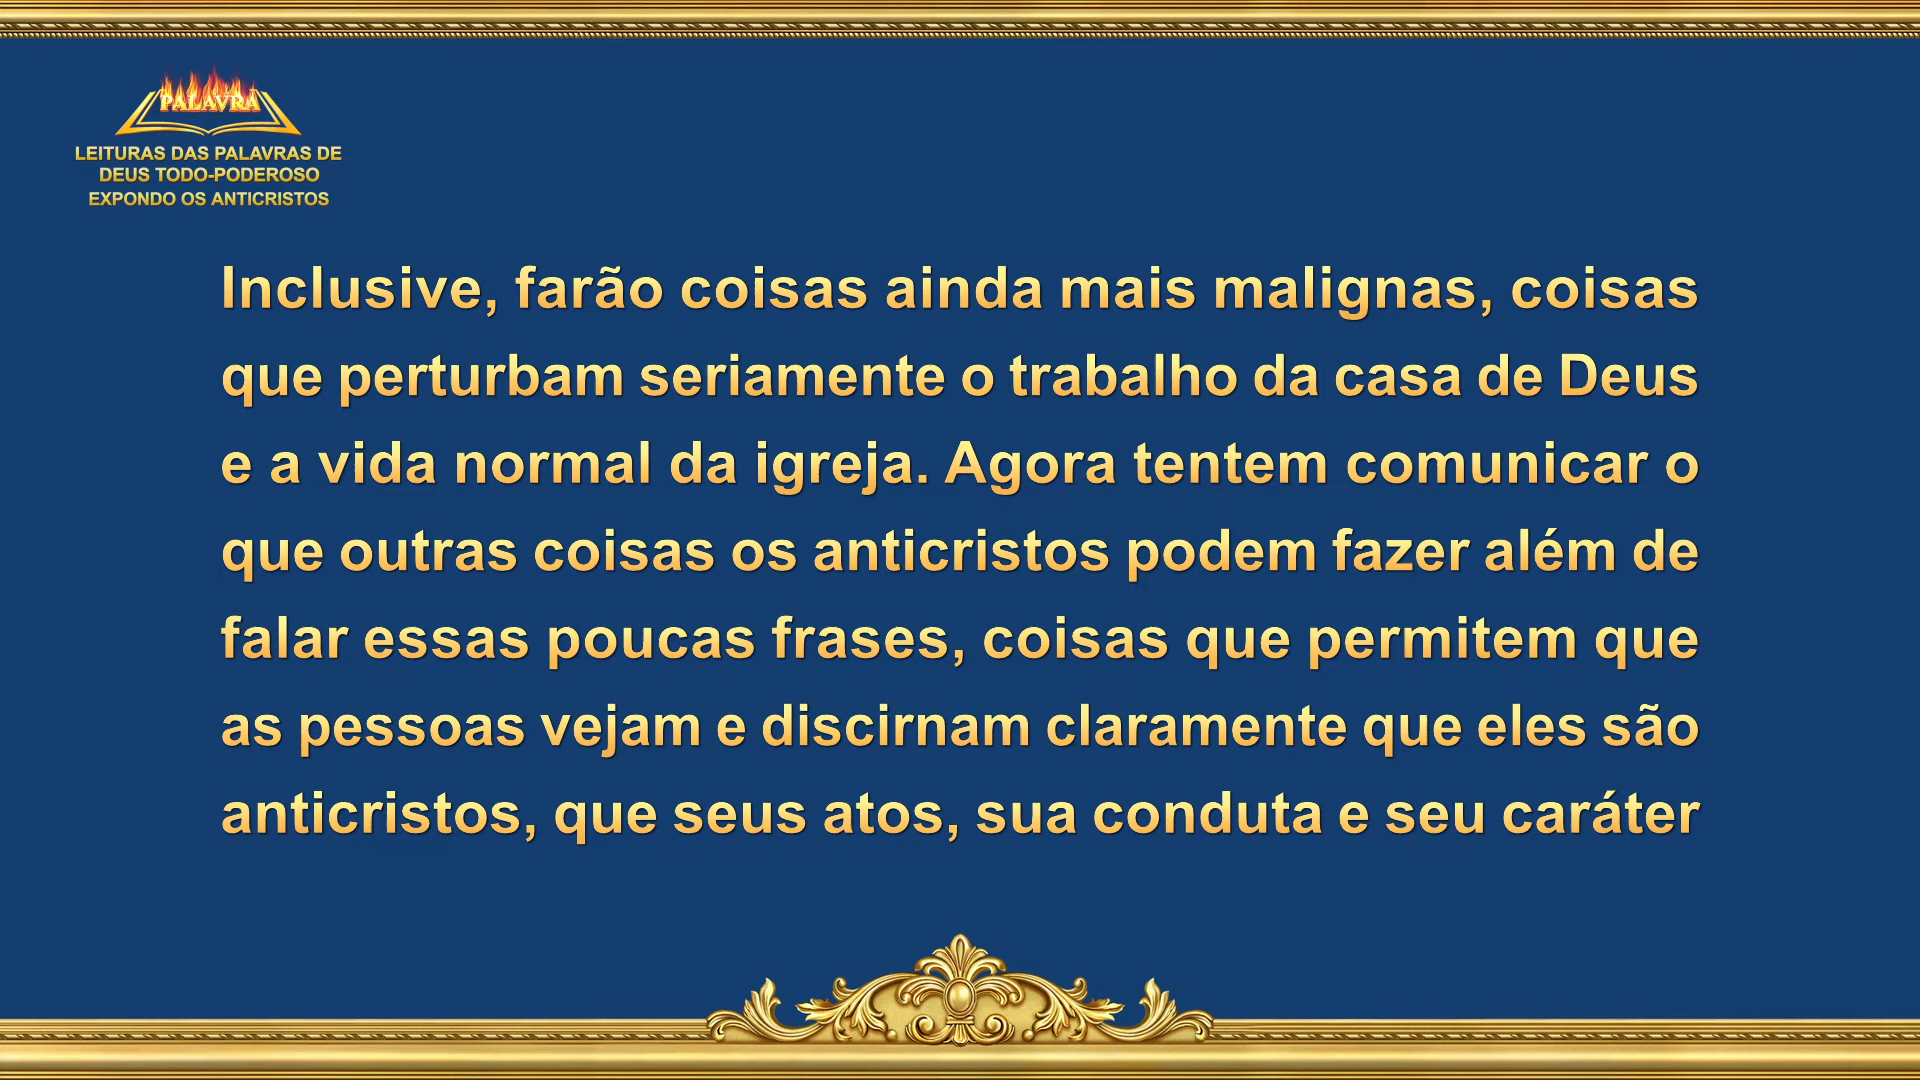 PALAVRA
LEITURAS DAS PALAVRAS DE
DEUS TODO-PODEROSO
EXPONDO OS ANTICRISTOS
Inclusive, farão coisas ainda mais malignas, coisas
que perturbam seriamente o trabalho da casa de Deus
e a vida normal da igreja. Agora tentem comunicar o
que outras coisas os anticristos podem fazer além de
falar essas poucas frases, coisas que permitem que
as pessoas vejam e discirnam claramente que eles são
anticristos, que seus atos, sua conduta e seu caráter